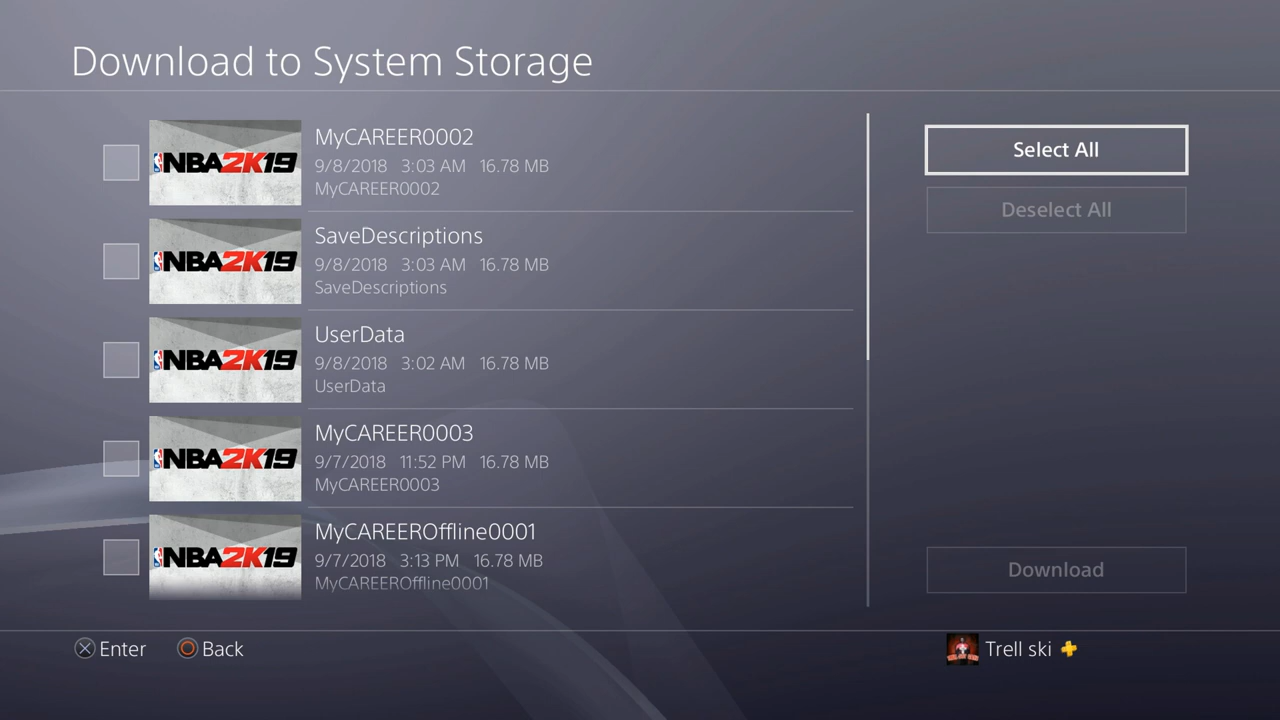 Download to System Storage
NBA2K19
MyCAREER0002
9/8/2018 3:03 AM 16.78 MB
MyCAREER0002
NBA2K19
SaveDescriptions
9/8/2018 3:03 AM 16.78 MB
SaveDescriptions
NBA2K19
UserData
9/8/2018 3:02 AM 16.78 MB
UserData
NBA2K19
MyCAREER0003
9/7/2018 11:52 PM 16.78 MB
MyCAREER0003
NBA2K19
MyCAREEROffline0001
9/7/2018 3:13 PM 16.78 MB
MyCAREEROffline0001
Select All
Deselect All
Download
Enter
Back
Trell ski